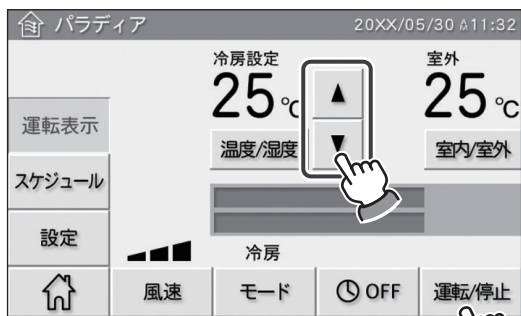 パラディア 20XX/05/30 11:32
冷房設定 室外
25℃ ▲ 25℃
運転表示
温度/湿度 ▼ 室内/室外
スケジュール
設定
冷房
風速 モード OFF 運転/停止